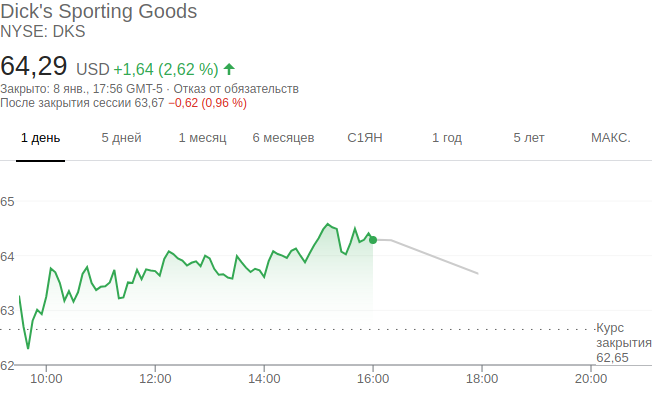 Dick's Sporting Goods
NYSE: DKS
64,29 USD +1,64 (2,62 %)
Закрыто: 8 янв., 17:56 GMT-5 · Отказ от обязательств
После закрытия сессии 63,67 −0,62 (0,96 %)
1 день 5 дней 1 месяц 6 месяцев С1ЯН 1 год 5 лет МАКС.
65
64
63
Курс
закрытия
62,65
62
10:00 12:00 14:00 16:00 18:00 20:00